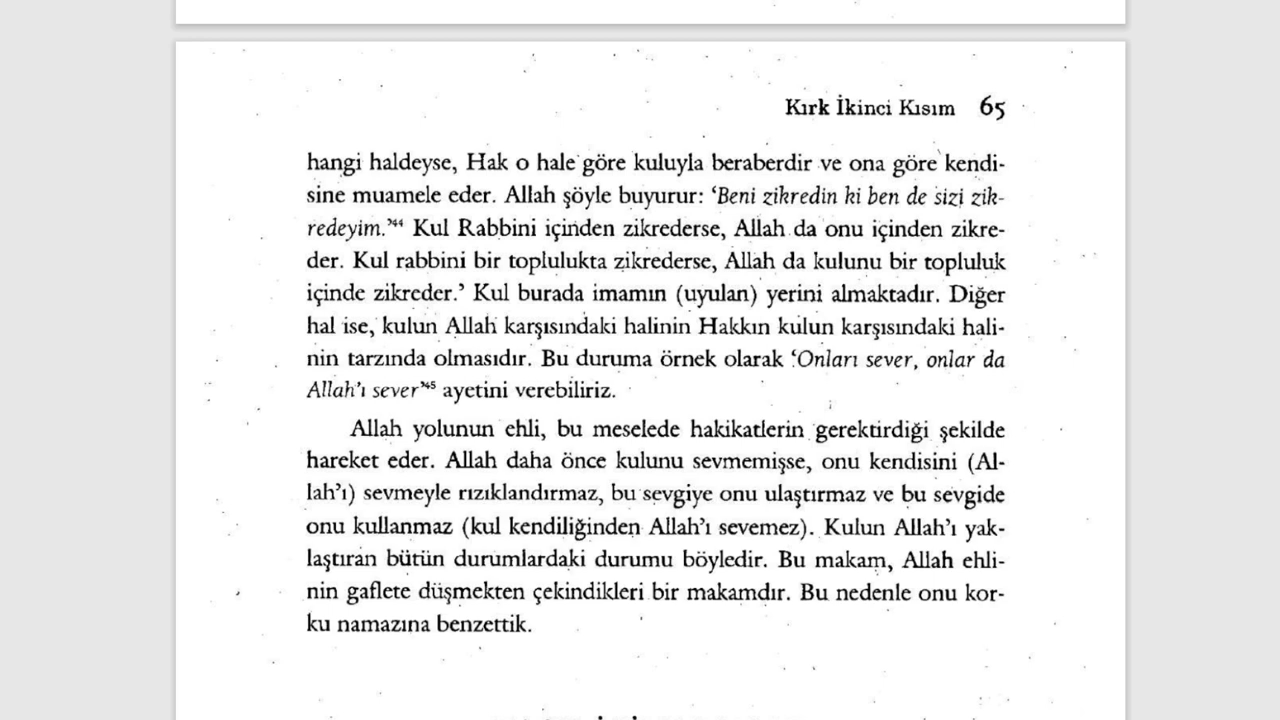 Kırk İkinci Kısım 65
hangi haldeyse, Hak o hale göre kuluyla beraberdir ve ona göre kendi-
sine muamele eder. Allah şöyle buyurur: ‘Beni zikredin ki ben de sizi zik-
redeyim.’⁴⁴ Kul Rabbini içinden zikrederse, Allah da onu içinden zikre-
der. Kul rabbini bir toplulukta zikrederse, Allah da kulunu bir topluluk
içinde zikreder.’ Kul burada imamın (uyulan) yerini almaktadır. Diğer
hal ise, kulun Allah karşısındaki halinin Hakkın kulun karşısındaki hali-
nin tarzında olmasıdır. Bu duruma örnek olarak ‘Onları sever, onlar da
Allah’ı sever’⁴⁵ ayetini verebiliriz.
Allah yolunun ehli, bu meselede hakikatlerin gerektirdiği şekilde
hareket eder. Allah daha önce kulunu sevmemişse, onu kendisini (Al-
lah’ı) sevmeyle rızıklandırmaz, bu sevgiye onu ulaştırmaz ve bu sevgide
onu kullanmaz (kul kendiliğinden Allah’ı sevemez). Kulun Allah’ı yak-
laştıran bütün durumlardaki durumu böyledir. Bu makam, Allah ehli-
nin gaflete düşmekten çekindikleri bir makamdır. Bu nedenle onu kor-
ku namazına benzettik.